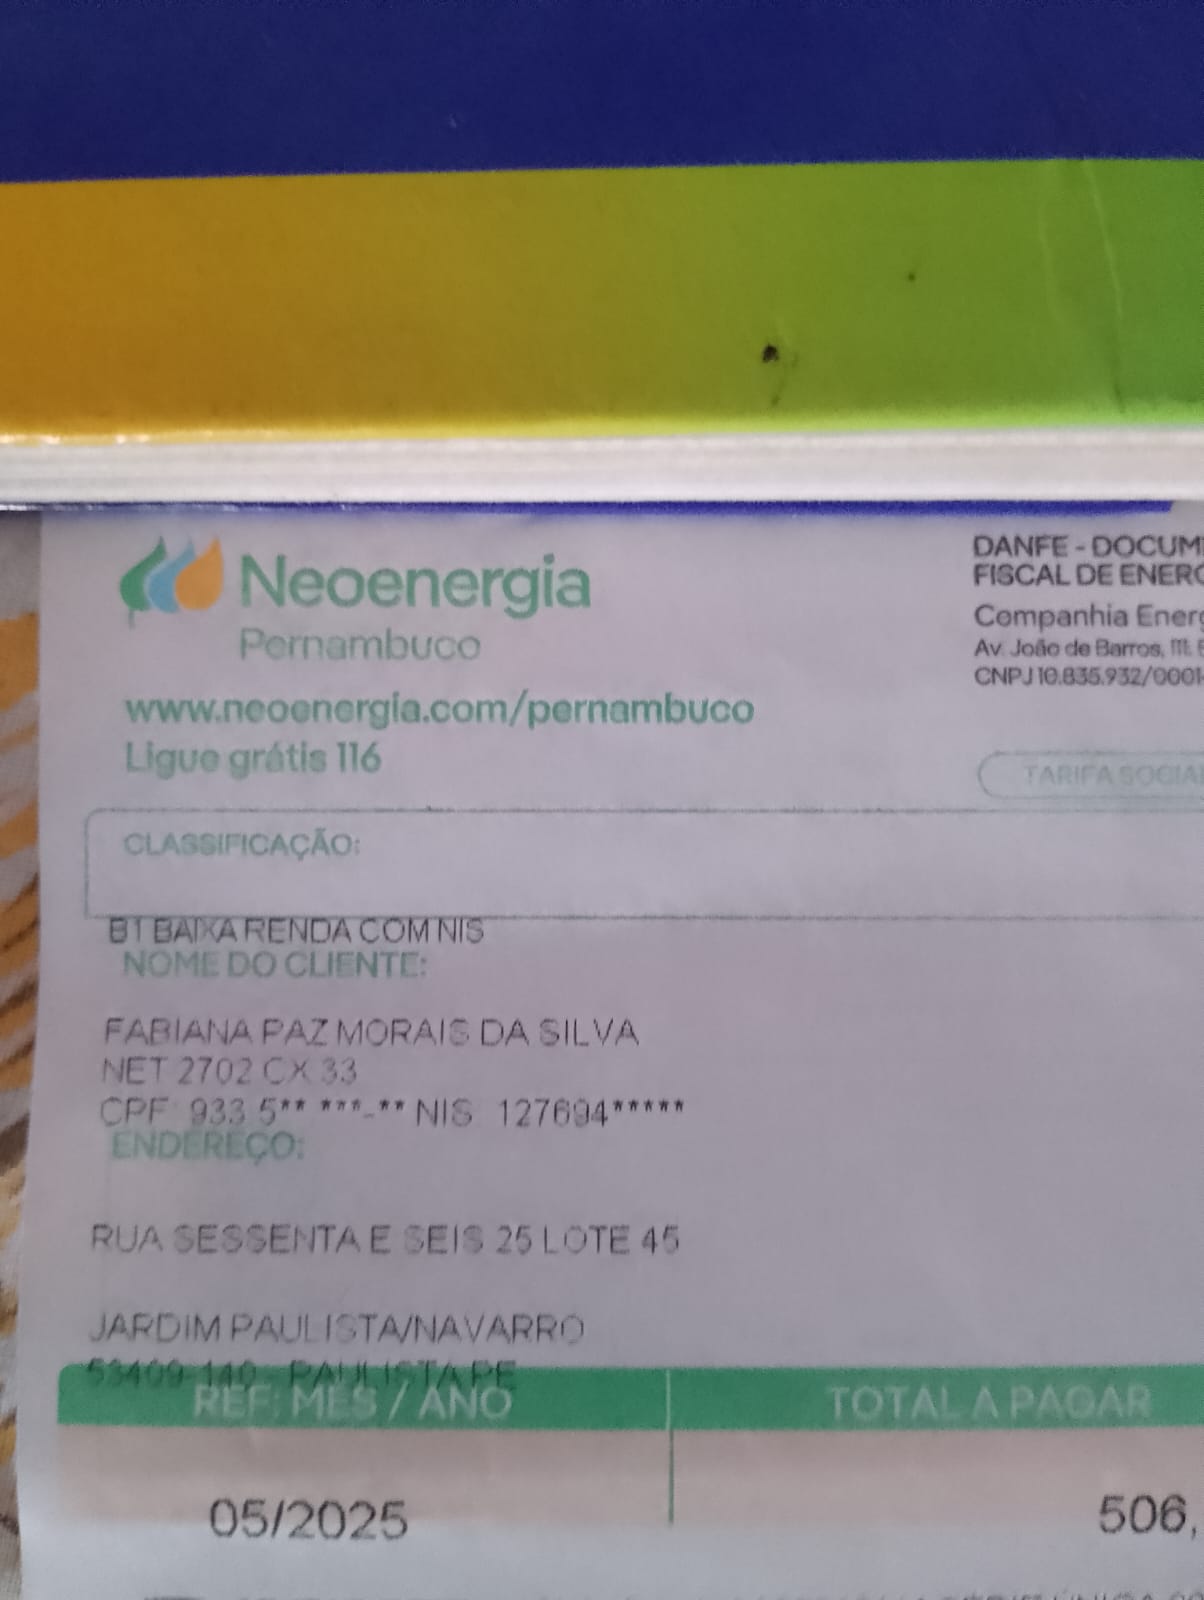 Neoenergia
Pernambuco
www.neoenergia.com/pernambuco
Ligue grátis 116
DANFE - DOCUM
FISCAL DE ENERG
Companhia Energ
Av. João de Barros, 111,
CNPJ 10.835.932/0001-
TARIFA SOCIAL
CLASSIFICAÇÃO:
B1 BAIXA RENDA COM NIS
NOME DO CLIENTE:
FABIANA PAZ MORAIS DA SILVA
NET 2702 CX 33
CPF 933 5** ***-** NIS 127694*****
ENDEREÇO:
RUA SESSENTA E SEIS 25 LOTE 45
JARDIM PAULISTA/NAVARRO
53409-140 - PAULISTA PE
REF: MÊS / ANO
TOTAL A PAGAR
05/2025
506,